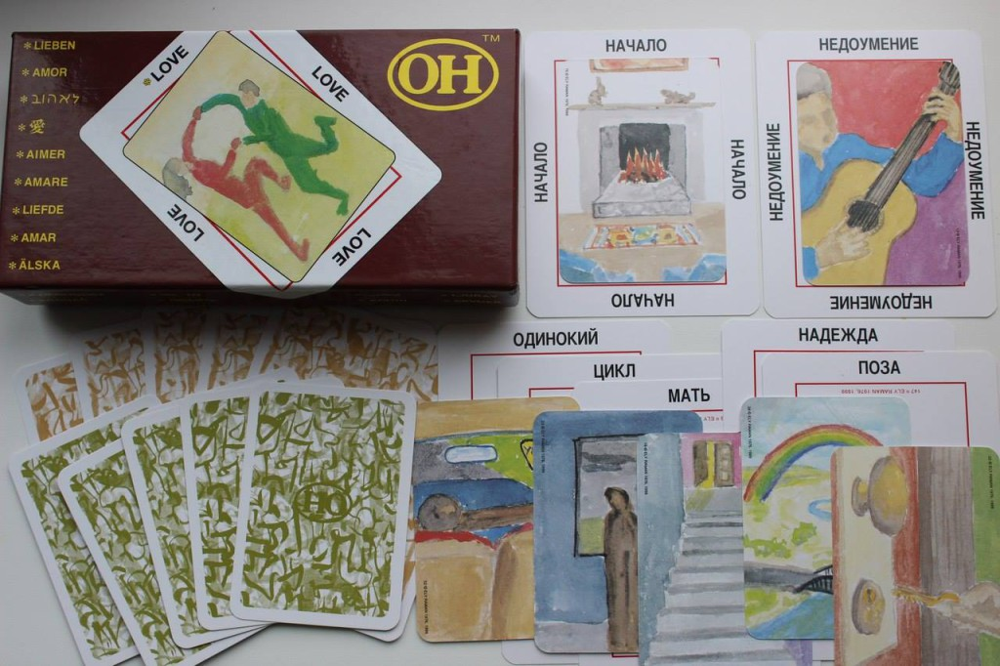 * LIEBEN
* AMOR
* לאהוב
* 愛
* AIMER
* AMARE
* LIEFDE
* AMAR
* ÄLSKA
* LOVE
LOVE
LOVE
LOVE
OH
TM
НАЧАЛО
НАЧАЛО
НАЧАЛО
НАЧАЛО
НЕДОУМЕНИЕ
НЕДОУМЕНИЕ
НЕДОУМЕНИЕ
НЕДОУМЕНИЕ
ОДИНОКИЙ
ЦИКЛ
МАТЬ
НАДЕЖДА
ПОЗА
OH